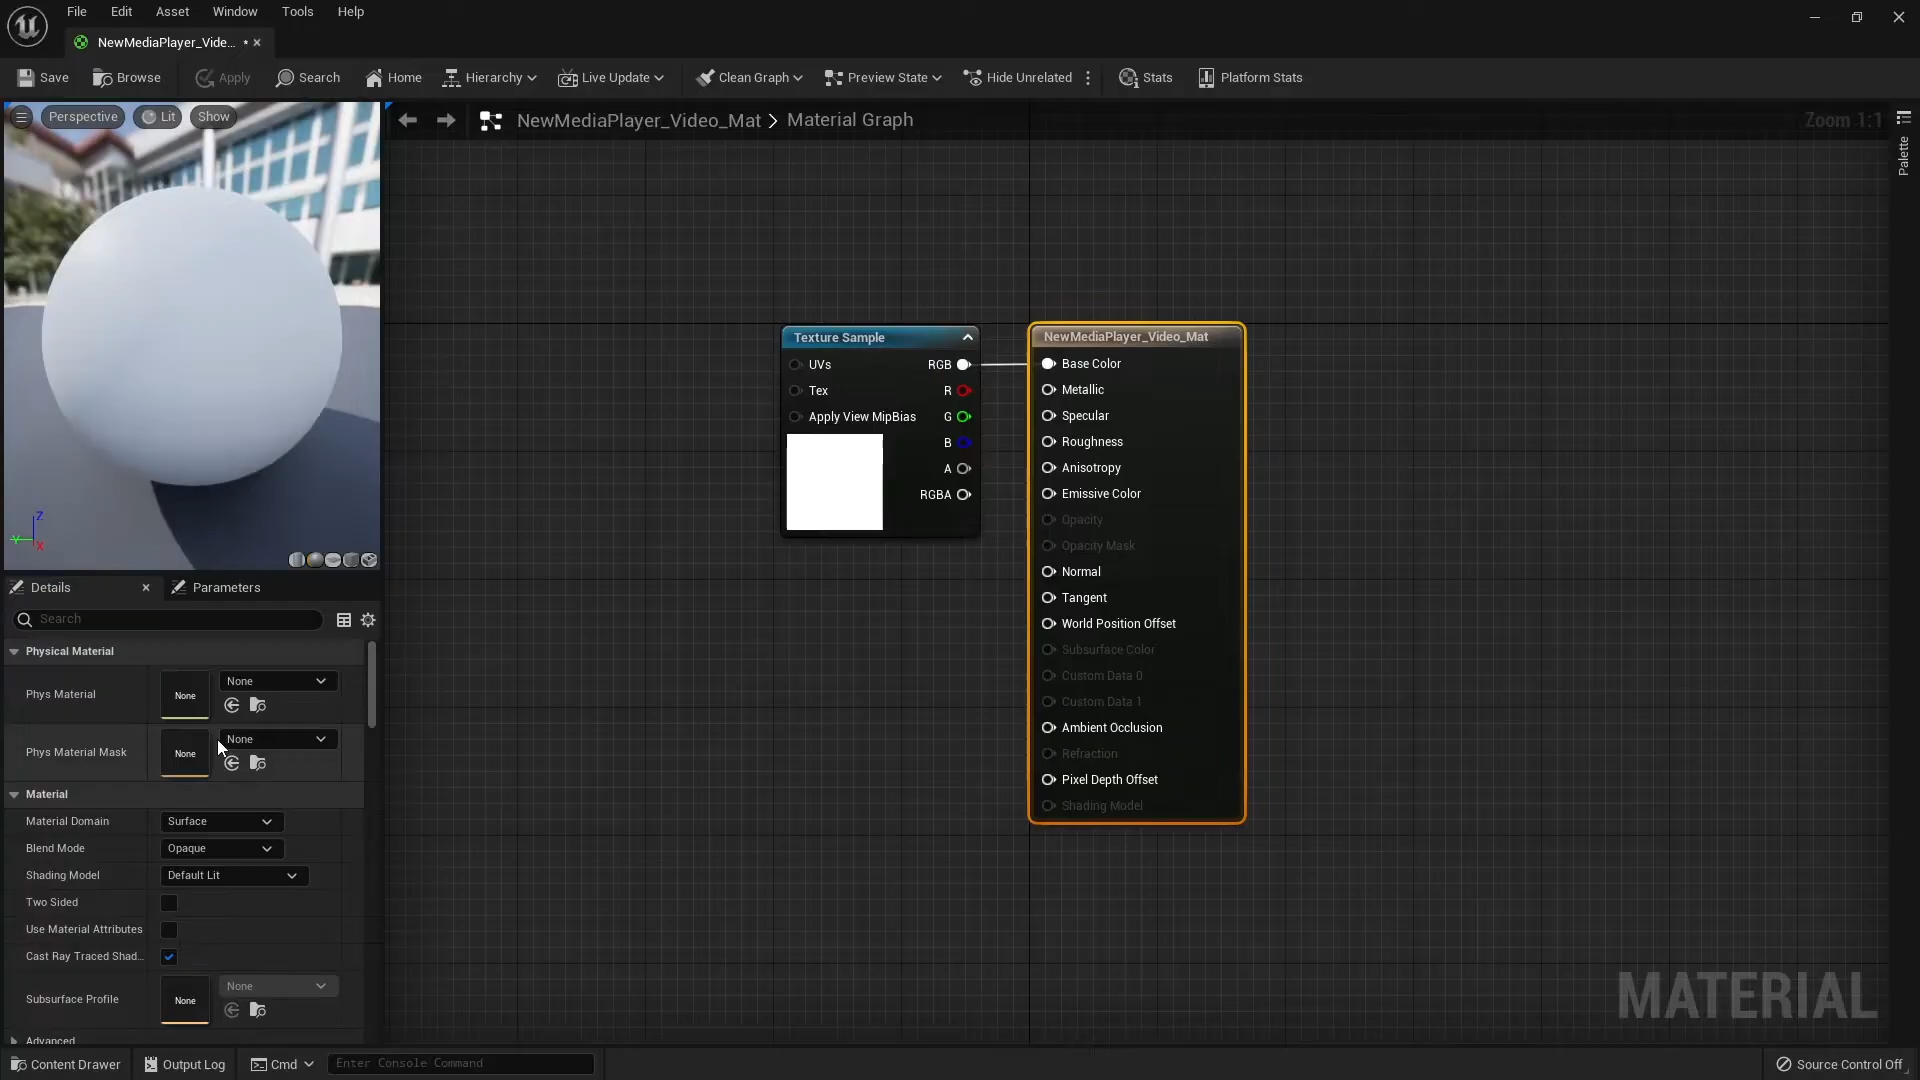 File Edit Asset Window Tools Help
NewMediaPlayer_Vide... •
Save Browse Apply Search Home Hierarchy Live Update Clean Graph Preview State Hide Unrelated Stats Platform Stats
Perspective Lit Show
NewMediaPlayer_Video_Mat > Material Graph
Zoom 1:1
Palette
Texture Sample
UVs RGB
Tex R
Apply View MipBias G
B
A
RGBA
NewMediaPlayer_Video_Mat
Base Color
Metallic
Specular
Roughness
Anisotropy
Emissive Color
Opacity
Opacity Mask
Normal
Tangent
World Position Offset
Subsurface Color
Custom Data 0
Custom Data 1
Ambient Occlusion
Refraction
Pixel Depth Offset
Shading Model
Z
Y
X
Details Parameters
Search
Physical Material
Phys Material None None
Phys Material Mask None None
Material
Material Domain Surface
Blend Mode Opaque
Shading Model Default Lit
Two Sided
Use Material Attributes
Cast Ray Traced Shad...
Subsurface Profile None None
Advanced
MATERIAL
Content Drawer Output Log Cmd Enter Console Command Source Control Off